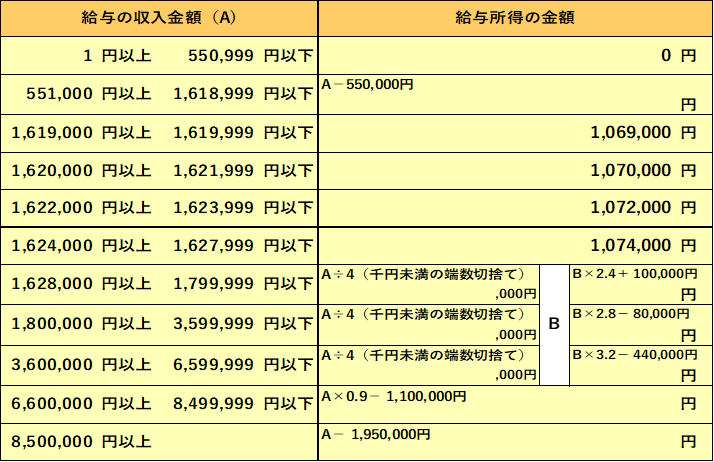 給与の収入金額（A） 給与所得の金額
1 円以上 550,999 円以下 0 円
551,000 円以上 1,618,999 円以下 A－550,000円 円
1,619,000 円以上 1,619,999 円以下 1,069,000 円
1,620,000 円以上 1,621,999 円以下 1,070,000 円
1,622,000 円以上 1,623,999 円以下 1,072,000 円
1,624,000 円以上 1,627,999 円以下 1,074,000 円
1,628,000 円以上 1,799,999 円以下 A÷4（千円未満の端数切捨て） ,000円 B×2.4＋100,000円 円
1,800,000 円以上 3,599,999 円以下 A÷4（千円未満の端数切捨て） ,000円 B B×2.8－80,000円 円
3,600,000 円以上 6,599,999 円以下 A÷4（千円未満の端数切捨て） ,000円 B×3.2－440,000円 円
6,600,000 円以上 8,499,999 円以下 A×0.9－1,100,000円 円
8,500,000 円以上 A－ 1,950,000円 円